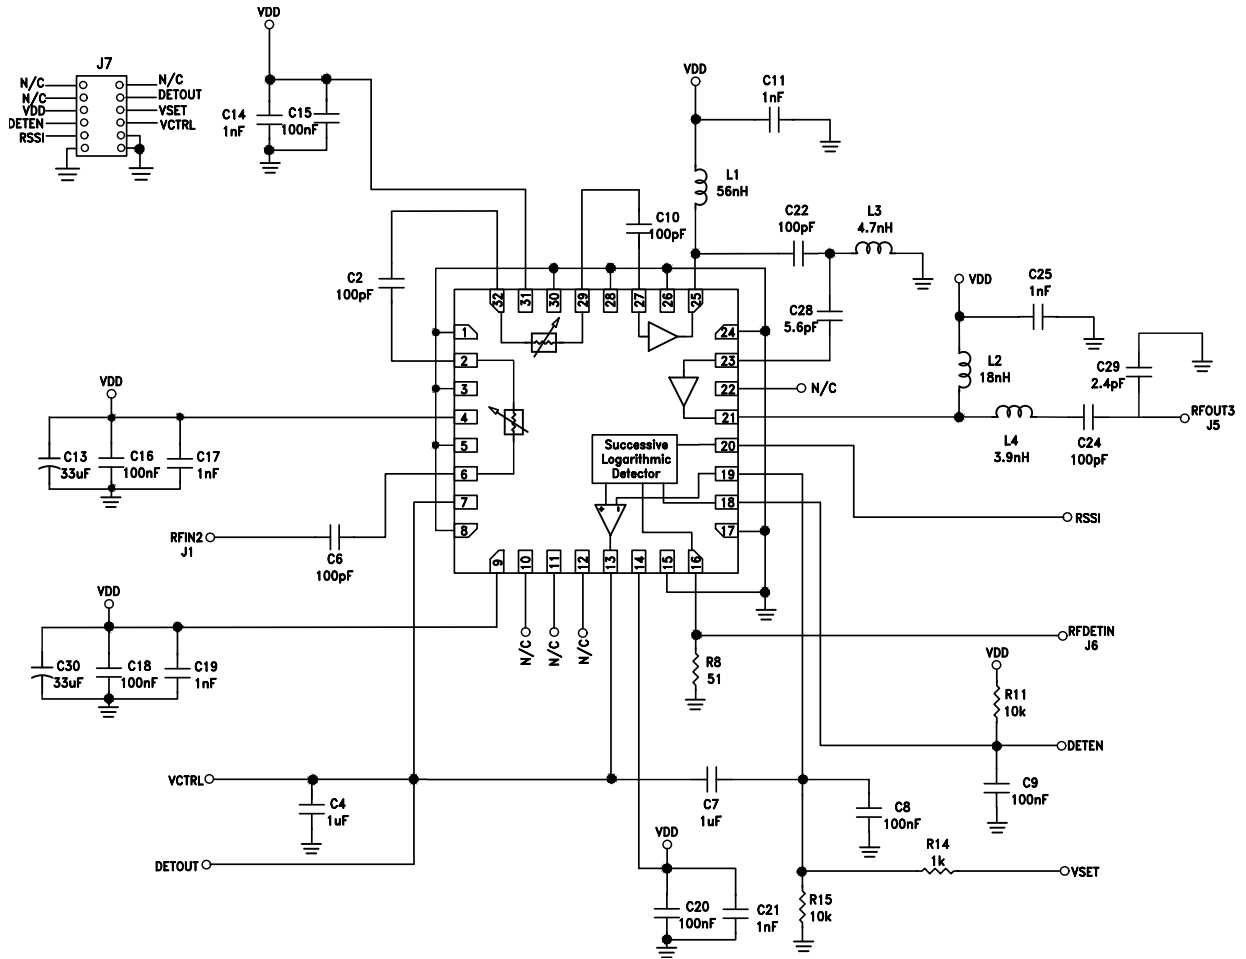 VDD
J7
N/C
N/C
VDD
DETEN
RSSI
N/C
DETOUT
VSET
VCTRL
C14
1nF
C15
100nF
VDD
C11
1nF
L1
56nH
C10
100pF
C22
100pF
L3
4.7nH
C2
100pF
C28
5.6pF
VDD
C25
1nF
L2
18nH
C29
2.4pF
RFOUT3
J5
L4
3.9nH
C24
100pF
32
31
30
29
28
27
26
25
1
2
3
4
5
6
7
8
24
23
22
21
20
19
18
17
N/C
Successive
Logarithmic
Detector
+
-
9
10
11
12
13
14
15
16
VDD
C13
33uF
C16
100nF
C17
1nF
RFIN2
J1
C6
100pF
RSSI
VDD
C30
33uF
C18
100nF
C19
1nF
N/C
N/C
N/C
R8
51
RFDETIN
J6
VDD
R11
10k
DETEN
C9
100nF
VCTRL
C4
1uF
C7
1uF
C8
100nF
DETOUT
VDD
C20
100nF
C21
1nF
R14
1k
VSET
R15
10k